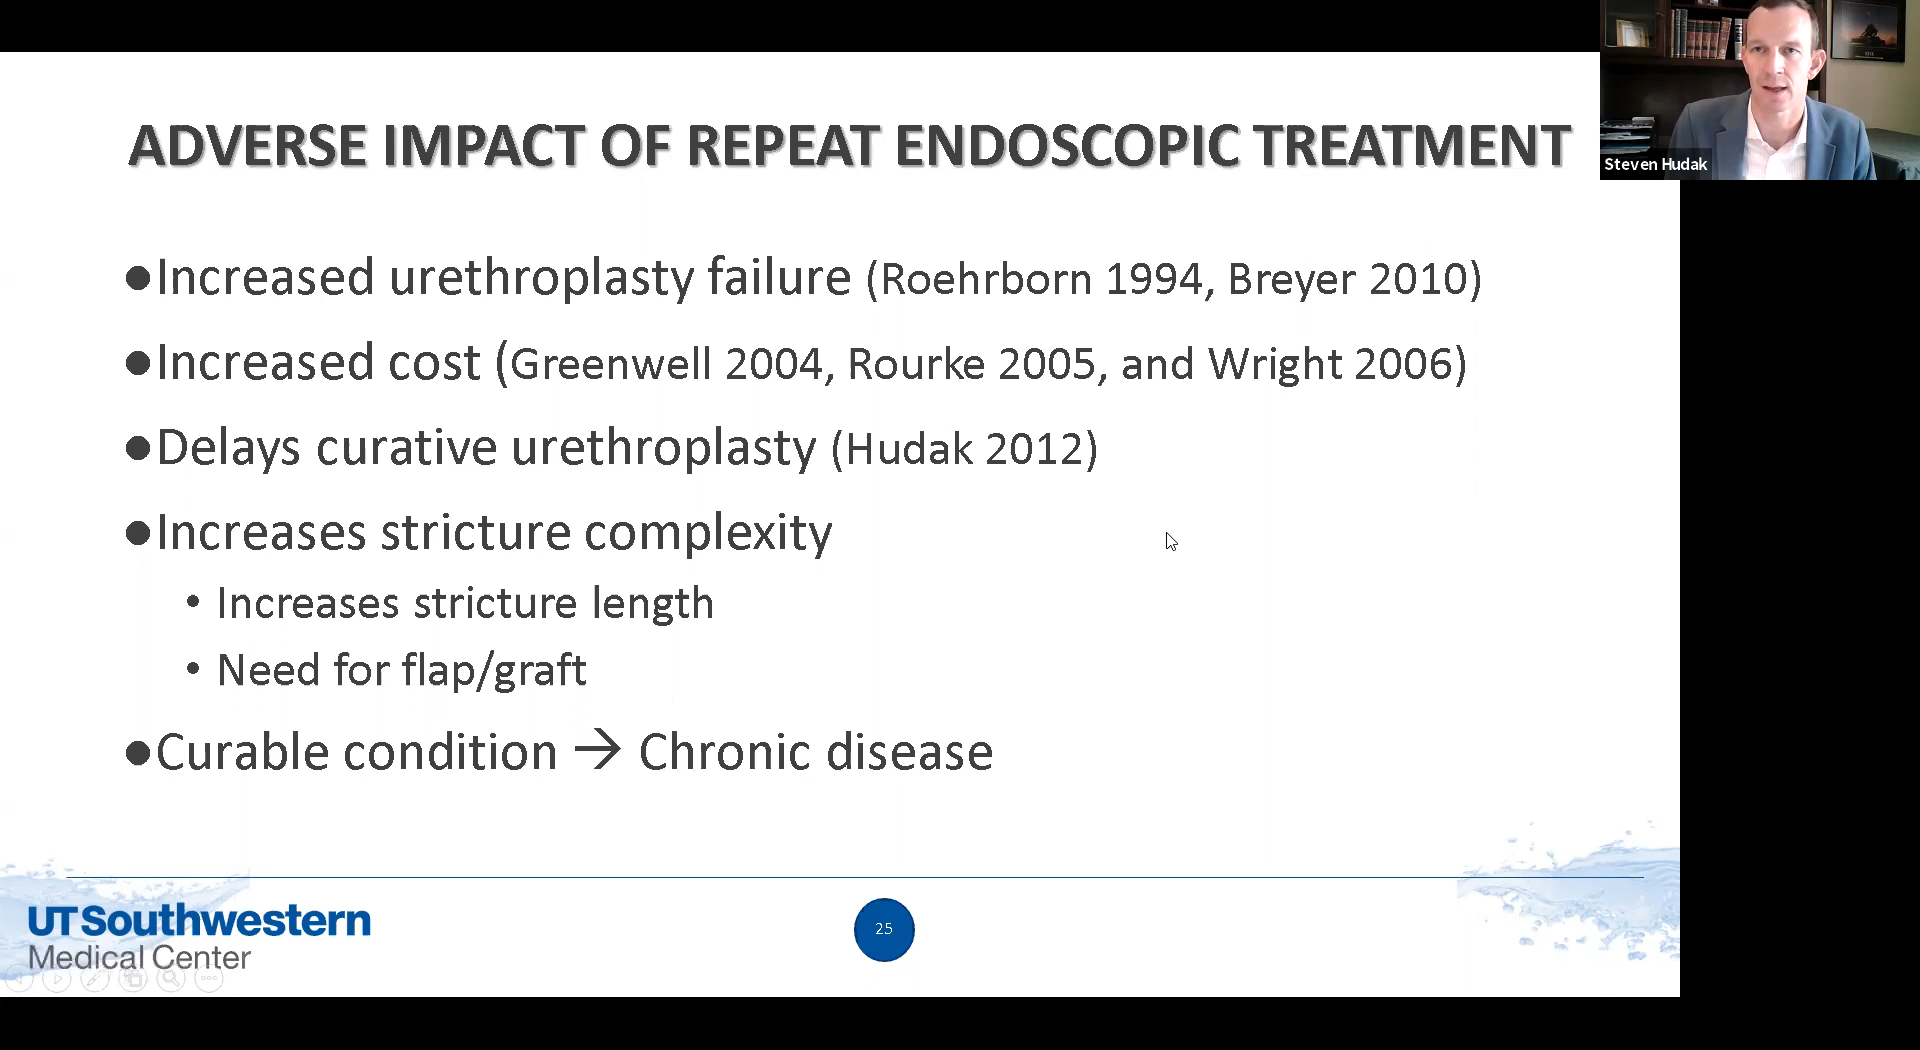 Steven Hudak
ADVERSE IMPACT OF REPEAT ENDOSCOPIC TREATMENT
●Increased urethroplasty failure (Roehrborn 1994, Breyer 2010)
●Increased cost (Greenwell 2004, Rourke 2005, and Wright 2006)
●Delays curative urethroplasty (Hudak 2012)
●Increases stricture complexity
• Increases stricture length
• Need for flap/graft
●Curable condition → Chronic disease
UTSouthwestern
Medical Center
25